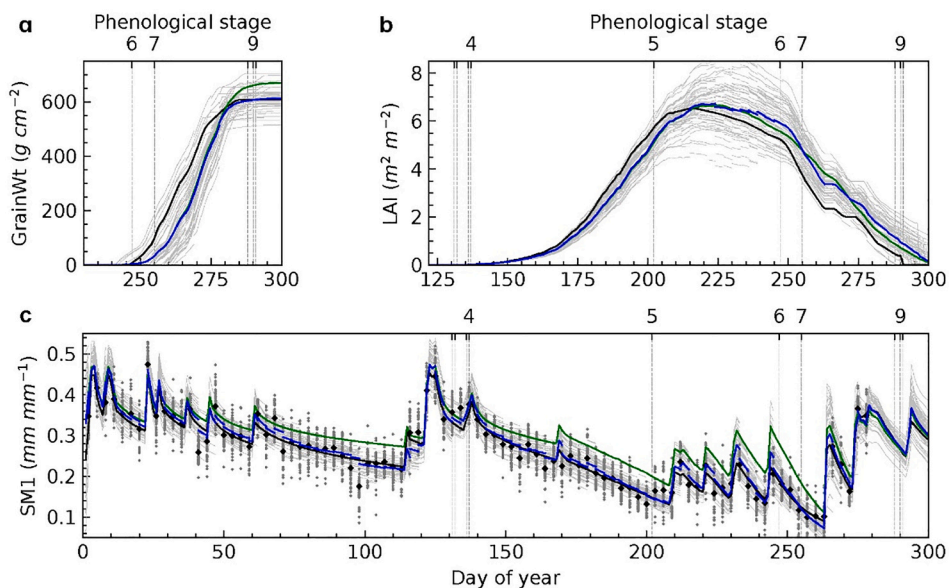 a Phenological stage
6 7 9
GrainWt (g cm⁻²)
600
400
200
0
250 275 300
b Phenological stage
4 5 6 7 9
LAI (m² m⁻²)
8
6
4
2
0
125 150 175 200 225 250 275 300
c 4 5 6 7 9
SM1 (mm mm⁻¹)
0.5
0.4
0.3
0.2
0.1
0 50 100 150 200 250 300
Day of year